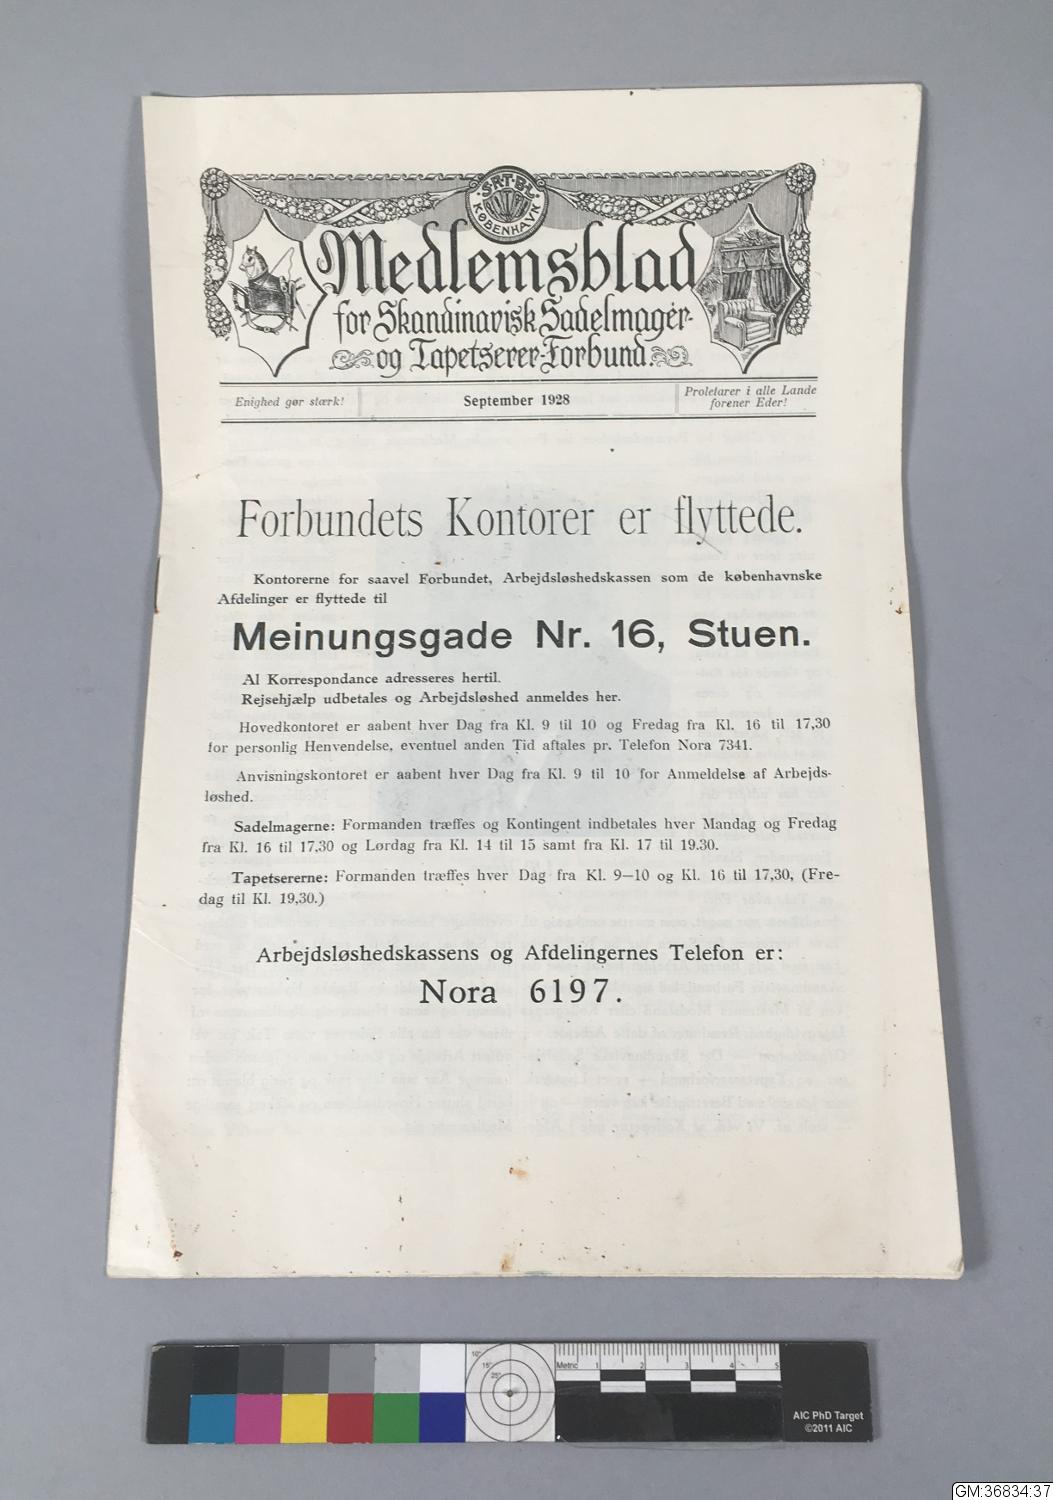 S.&T.B.L.
KØBENHAVN
Medlemsblad
for Skandinavisk Sadelmager-
og Tapetserer-Forbund.
Enighed gør stærk!
September 1928
Proletarer i alle Lande
forener Eder!
Forbundets Kontorer er flyttede.
Kontorerne for saavel Forbundet, Arbejdsløshedskassen som de københavnske
Afdelinger er flyttede til
Meinungsgade Nr. 16, Stuen.
Al Korrespondance adresseres hertil.
Rejsehjælp udbetales og Arbejdsløshed anmeldes her.
Hovedkontoret er aabent hver Dag fra Kl. 9 til 10 og Fredag fra Kl. 16 til 17,30
for personlig Henvendelse, eventuel anden Tid aftales pr. Telefon Nora 7341.
Anvisningskontoret er aabent hver Dag fra Kl. 9 til 10 for Anmeldelse af Arbejds-
løshed.
Sadelmagerne: Formanden træffes og Kontingent indbetales hver Mandag og Fredag
fra Kl. 16 til 17,30 og Lørdag fra Kl. 14 til 15 samt fra Kl. 17 til 19.30.
Tapetsererne: Formanden træffes hver Dag fra Kl. 9—10 og Kl. 16 til 17,30, (Fre-
dag til Kl. 19,30.)
Arbejdsløshedskassens og Afdelingernes Telefon er:
Nora 6197.
10°
15°
25°
Metric 1 2 3 4 5
AIC PhD Target
©2011 AIC
GM:36834:37